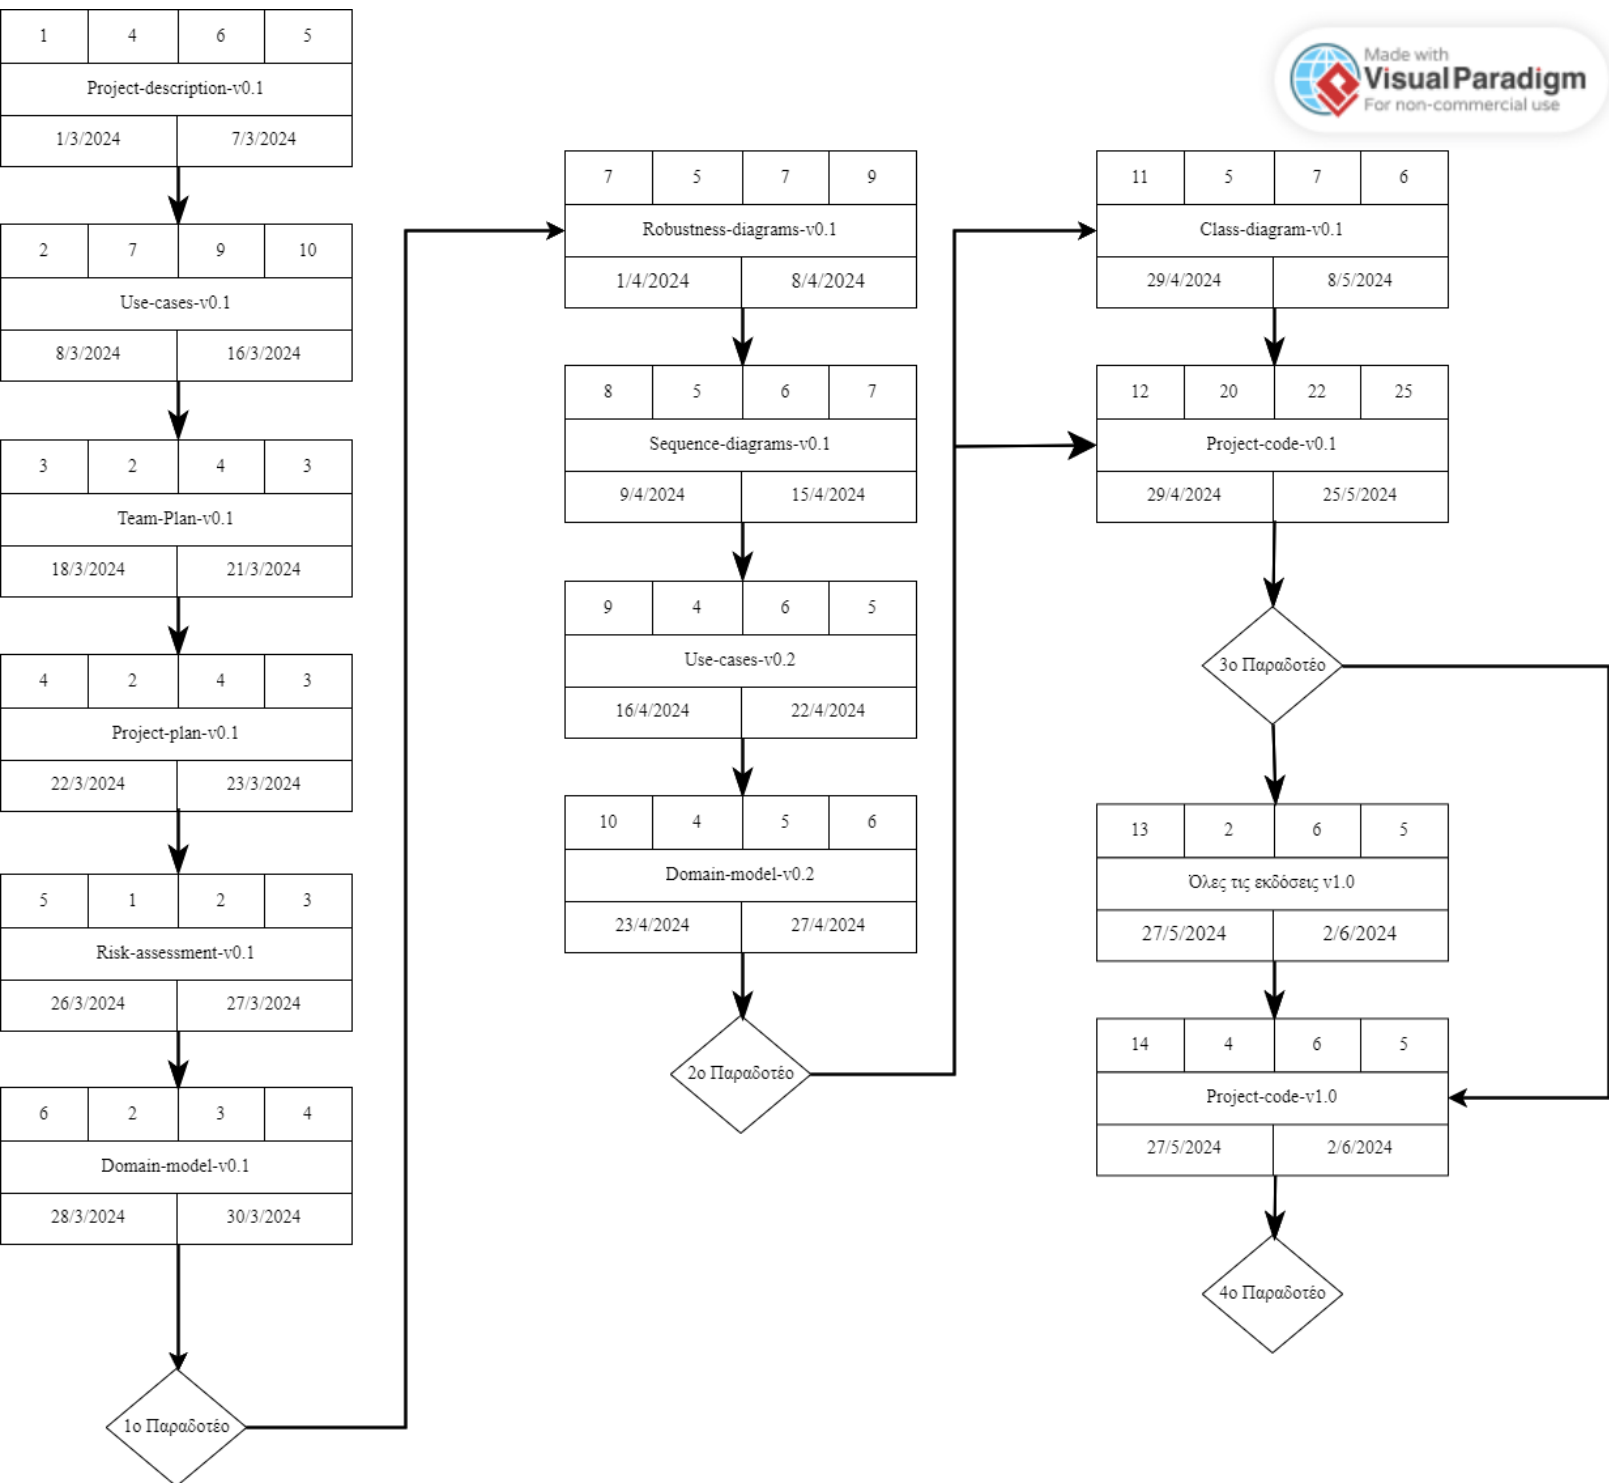 1 4 6 5
Project-description-v0.1
1/3/2024 7/3/2024
2 7 9 10
Use-cases-v0.1
8/3/2024 16/3/2024
3 2 4 3
Team-Plan-v0.1
18/3/2024 21/3/2024
4 2 4 3
Project-plan-v0.1
22/3/2024 23/3/2024
5 1 2 3
Risk-assessment-v0.1
26/3/2024 27/3/2024
6 2 3 4
Domain-model-v0.1
28/3/2024 30/3/2024
1ο Παραδοτέο
7 5 7 9
Robustness-diagrams-v0.1
1/4/2024 8/4/2024
8 5 6 7
Sequence-diagrams-v0.1
9/4/2024 15/4/2024
9 4 6 5
Use-cases-v0.2
16/4/2024 22/4/2024
10 4 5 6
Domain-model-v0.2
23/4/2024 27/4/2024
2ο Παραδοτέο
Made with
Visual Paradigm
For non-commercial use
11 5 7 6
Class-diagram-v0.1
29/4/2024 8/5/2024
12 20 22 25
Project-code-v0.1
29/4/2024 25/5/2024
3ο Παραδοτέο
13 2 6 5
Όλες τις εκδόσεις v1.0
27/5/2024 2/6/2024
14 4 6 5
Project-code-v1.0
27/5/2024 2/6/2024
4ο Παραδοτέο